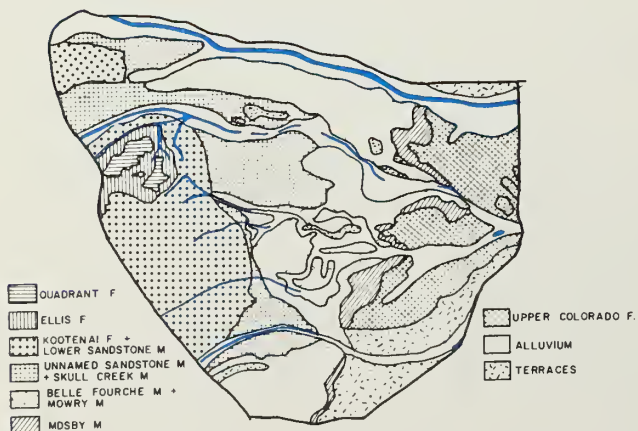 QUADRANT F
ELLIS F
KOOTENAI F +
LOWER SANDSTONE M
UNNAMED SANDSTONE M
+ SKULL CREEK M
BELLE FOURCHE M +
MOWRY M
MOSBY M
UPPER COLORADO F.
ALLUVIUM
TERRACES